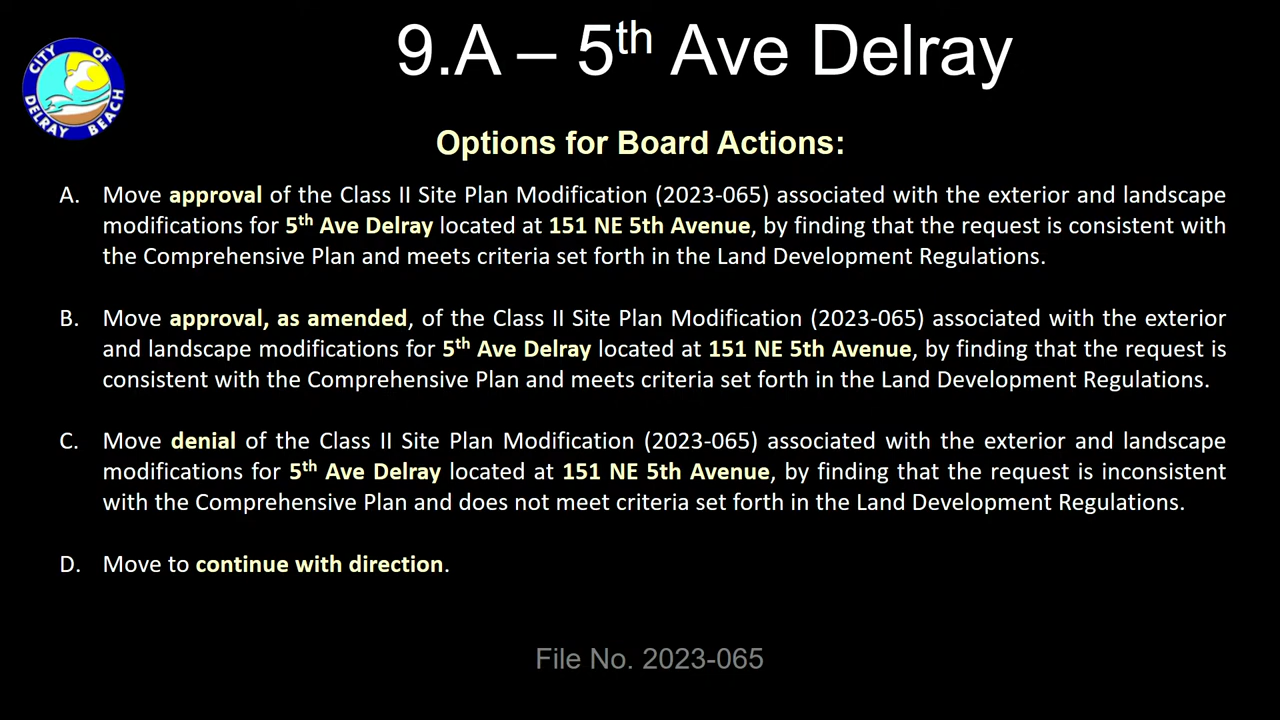 CITY OF
DELRAY BEACH
9.A – 5th Ave Delray
Options for Board Actions:
A. Move approval of the Class II Site Plan Modification (2023-065) associated with the exterior and landscape
modifications for 5th Ave Delray located at 151 NE 5th Avenue, by finding that the request is consistent with
the Comprehensive Plan and meets criteria set forth in the Land Development Regulations.
B. Move approval, as amended, of the Class II Site Plan Modification (2023-065) associated with the exterior
and landscape modifications for 5th Ave Delray located at 151 NE 5th Avenue, by finding that the request is
consistent with the Comprehensive Plan and meets criteria set forth in the Land Development Regulations.
C. Move denial of the Class II Site Plan Modification (2023-065) associated with the exterior and landscape
modifications for 5th Ave Delray located at 151 NE 5th Avenue, by finding that the request is inconsistent
with the Comprehensive Plan and does not meet criteria set forth in the Land Development Regulations.
D. Move to continue with direction.
File No. 2023-065